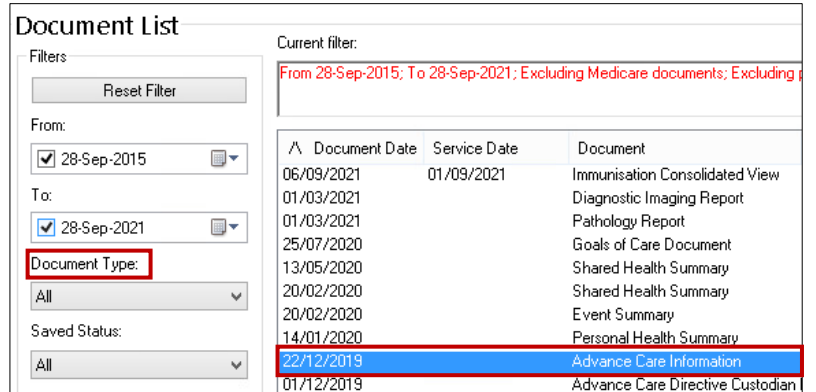 Document List
Filters
Reset Filter
From:
28-Sep-2015
To:
28-Sep-2021
Document Type:
All
Saved Status:
All
Current filter:
From 28-Sep-2015; To 28-Sep-2021; Excluding Medicare documents; Excluding
Document Date Service Date Document
06/09/2021 01/09/2021 Immunisation Consolidated View
01/03/2021 Diagnostic Imaging Report
01/03/2021 Pathology Report
25/07/2020 Goals of Care Document
13/05/2020 Shared Health Summary
20/02/2020 Shared Health Summary
20/02/2020 Event Summary
14/01/2020 Personal Health Summary
22/12/2019 Advance Care Information
01/12/2019 Advance Care Directive Custodian